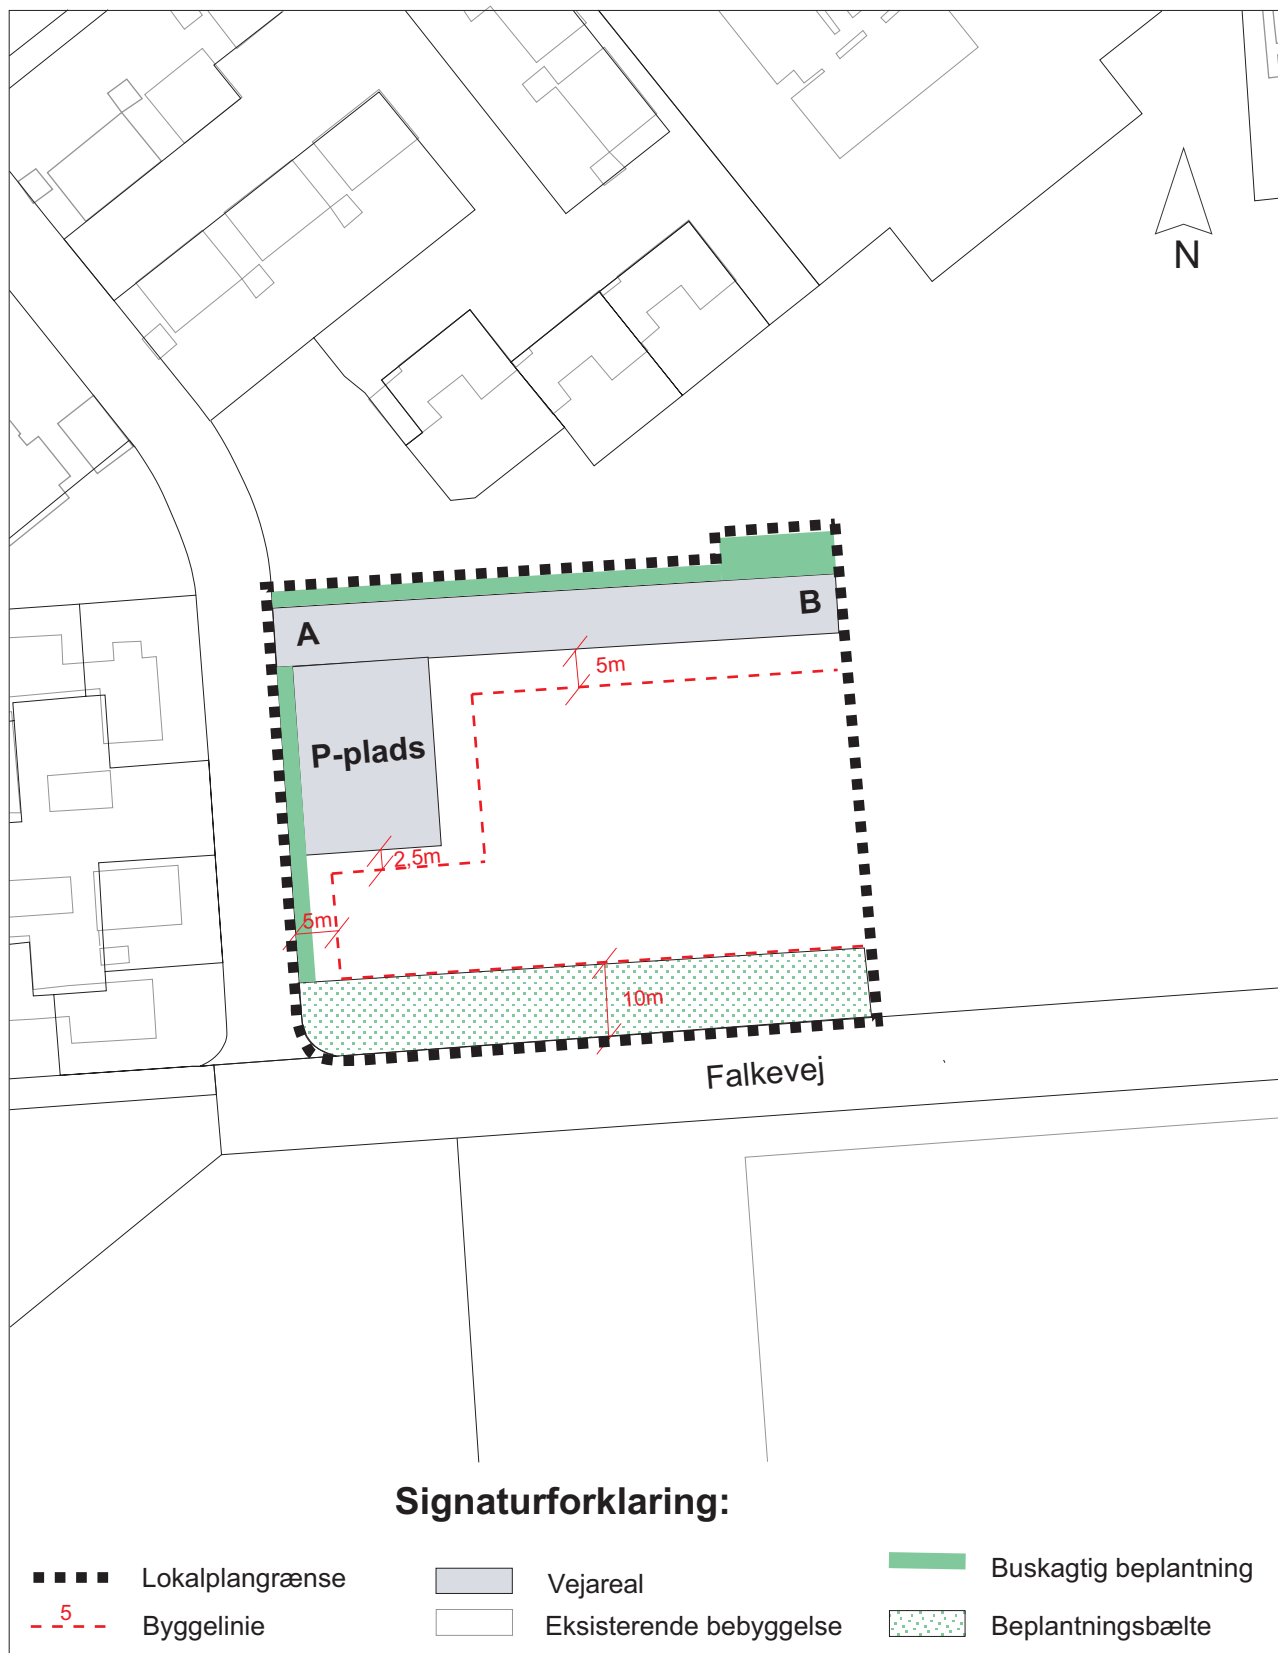 N
A
B
5m
P-plads
2,5m
5m
10m
Falkevej
Signaturforklaring:
Lokalplangrænse
Vejareal
Buskagtig beplantning
5
Byggelinie
Eksisterende bebyggelse
Beplantningsbælte